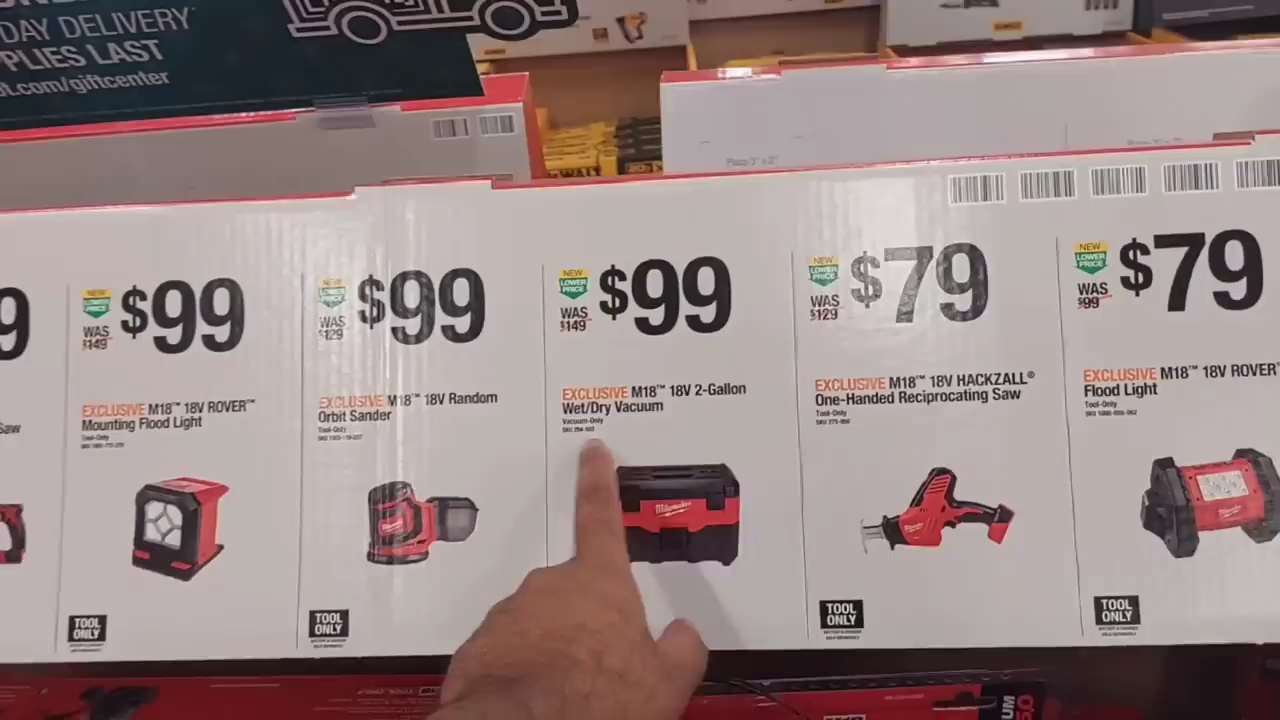 DAY DELIVERY
PLIES LAST
t.com/giftcenter
DEWALT
9
Saw
NEW
LOWER
PRICE
WAS
$149
$99
EXCLUSIVE M18™ 18V ROVER™
Mounting Flood Light
Tool-Only
TOOL
ONLY
NEW
LOWER
PRICE
WAS
$129
$99
EXCLUSIVE M18™ 18V Random
Orbit Sander
Tool-Only
TOOL
ONLY
NEW
LOWER
PRICE
WAS
$149
$99
EXCLUSIVE M18™ 18V 2-Gallon
Wet/Dry Vacuum
Vacuum-Only
Milwaukee
NEW
LOWER
PRICE
WAS
$129
$79
EXCLUSIVE M18™ 18V HACKZALL®
One-Handed Reciprocating Saw
Tool-Only
TOOL
ONLY
NEW
LOWER
PRICE
WAS
$99
$79
EXCLUSIVE M18™ 18V ROVER™
Flood Light
Tool-Only
Milwaukee
TOOL
ONLY